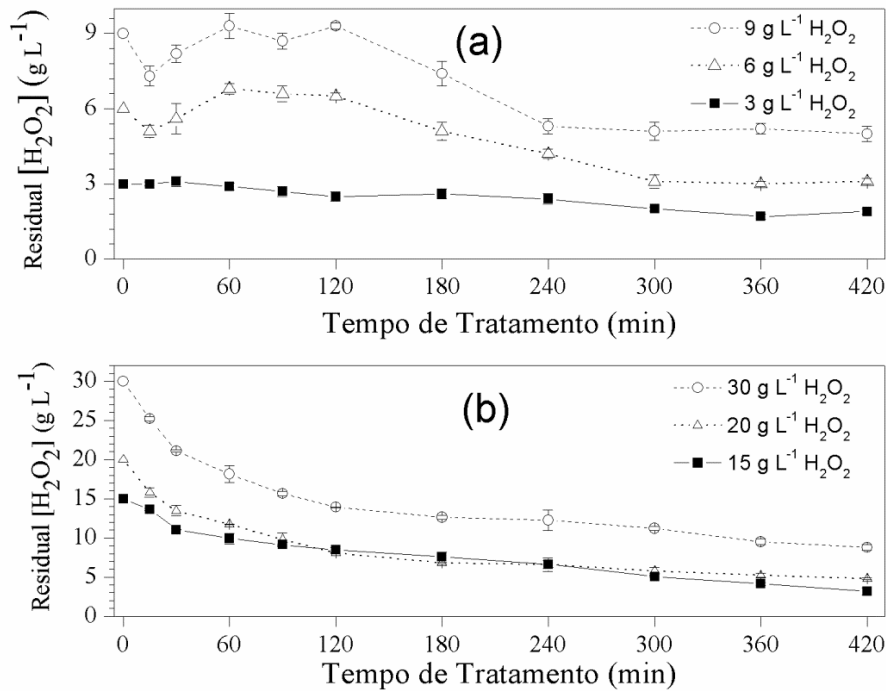 (a)
9 g L⁻¹ H₂O₂
6 g L⁻¹ H₂O₂
3 g L⁻¹ H₂O₂
Residual [H₂O₂] (g L⁻¹)
9
6
3
0
0 60 120 180 240 300 360 420
Tempo de Tratamento (min)
(b)
30 g L⁻¹ H₂O₂
20 g L⁻¹ H₂O₂
15 g L⁻¹ H₂O₂
Residual [H₂O₂] (g L⁻¹)
30
25
20
15
10
5
0
0 60 120 180 240 300 360 420
Tempo de Tratamento (min)